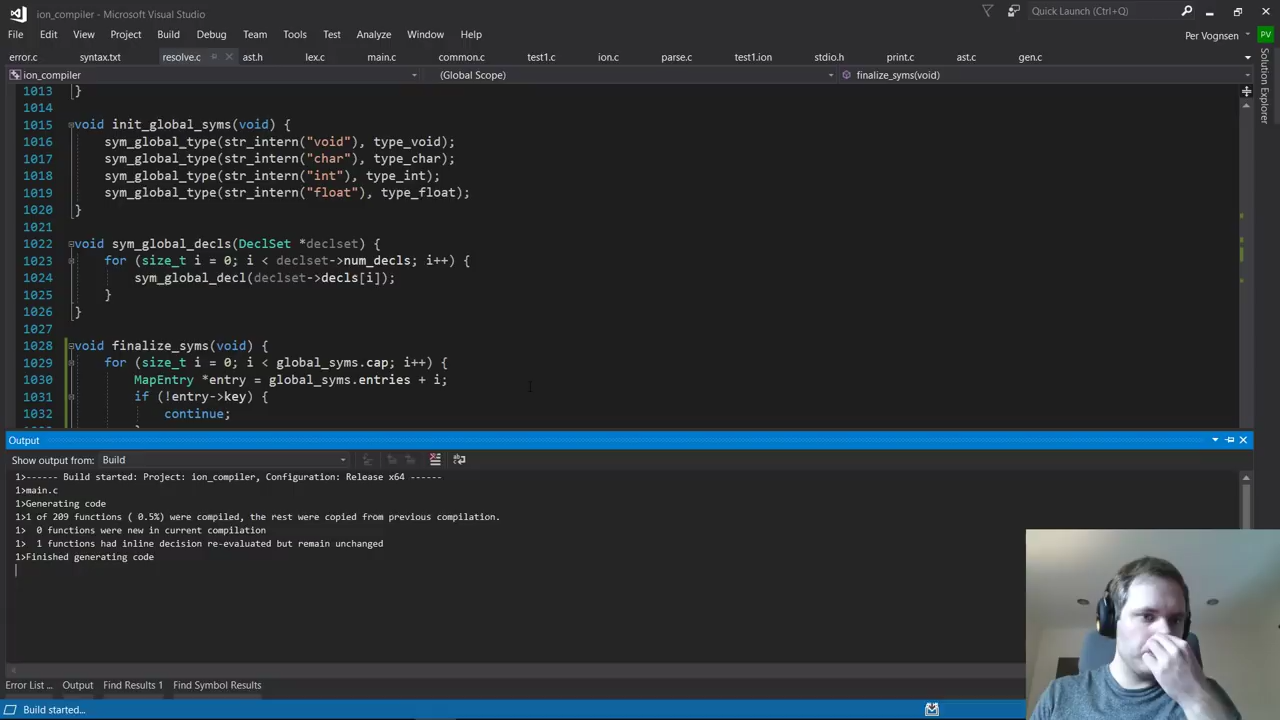 ion_compiler - Microsoft Visual Studio
Quick Launch (Ctrl+Q)
File Edit View Project Build Debug Team Tools Test Analyze Window Help
Per Vognsen PV
error.c syntax.txt resolve.c ast.h lex.c main.c common.c test1.c ion.c parse.c test1.ion stdio.h print.c ast.c gen.c
Solution Explorer
ion_compiler (Global Scope) finalize_syms(void)
1013 }
1014
1015 void init_global_syms(void) {
1016 sym_global_type(str_intern("void"), type_void);
1017 sym_global_type(str_intern("char"), type_char);
1018 sym_global_type(str_intern("int"), type_int);
1019 sym_global_type(str_intern("float"), type_float);
1020 }
1021
1022 void sym_global_decls(DeclSet *declset) {
1023 for (size_t i = 0; i < declset->num_decls; i++) {
1024 sym_global_decl(declset->decls[i]);
1025 }
1026 }
1027
1028 void finalize_syms(void) {
1029 for (size_t i = 0; i < global_syms.cap; i++) {
1030 MapEntry *entry = global_syms.entries + i;
1031 if (!entry->key) {
1032 continue;
Output
Show output from: Build
1>------ Build started: Project: ion_compiler, Configuration: Release x64 ------
1>main.c
1>Generating code
1>1 of 209 functions ( 0.5%) were compiled, the rest were copied from previous compilation.
1>  0 functions were new in current compilation
1>  1 functions had inline decision re-evaluated but remain unchanged
1>Finished generating code
Error List ... Output Find Results 1 Find Symbol Results
Build started...